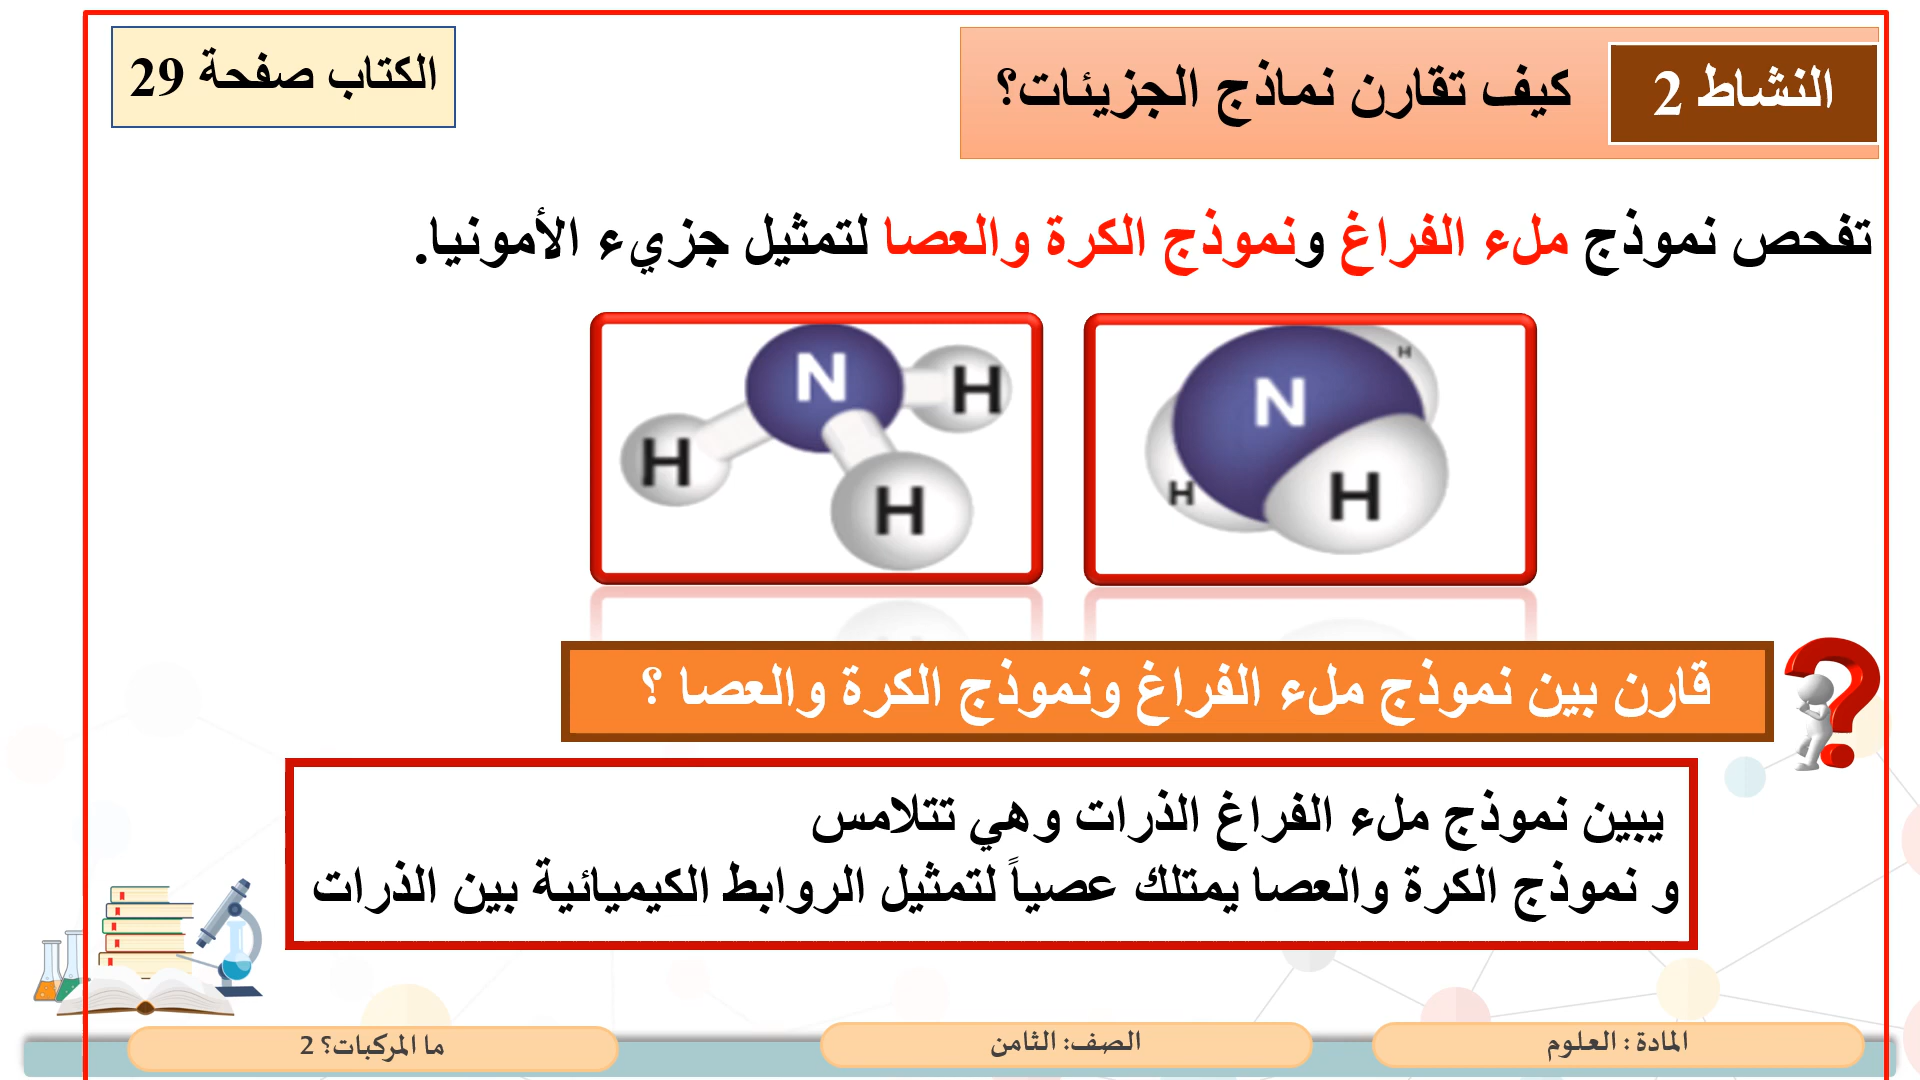 النشاط 2
كيف تقارن نماذج الجزيئات؟
الكتاب صفحة 29
تفحص نموذج ملء الفراغ ونموذج الكرة والعصا لتمثيل جزيء الأمونيا.
N
H
H
H
N
H
H
H
قارن بين نموذج ملء الفراغ ونموذج الكرة والعصا ؟
يبين نموذج ملء الفراغ الذرات وهي تتلامس
و نموذج الكرة والعصا يمتلك عصياً لتمثيل الروابط الكيميائية بين الذرات
المادة : العلوم
الصف: الثامن
ما المركبات؟ 2